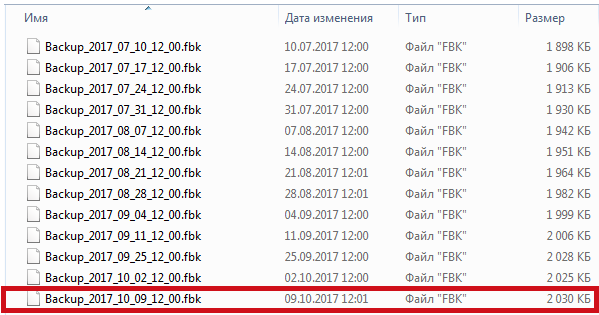 Имя Дата изменения Тип Размер
Backup_2017_07_10_12_00.fbk 10.07.2017 12:00 Файл "FBK" 1 898 КБ
Backup_2017_07_17_12_00.fbk 17.07.2017 12:00 Файл "FBK" 1 906 КБ
Backup_2017_07_24_12_00.fbk 24.07.2017 12:00 Файл "FBK" 1 913 КБ
Backup_2017_07_31_12_00.fbk 31.07.2017 12:00 Файл "FBK" 1 930 КБ
Backup_2017_08_07_12_00.fbk 07.08.2017 12:00 Файл "FBK" 1 942 КБ
Backup_2017_08_14_12_00.fbk 14.08.2017 12:00 Файл "FBK" 1 951 КБ
Backup_2017_08_21_12_00.fbk 21.08.2017 12:01 Файл "FBK" 1 964 КБ
Backup_2017_08_28_12_00.fbk 28.08.2017 12:01 Файл "FBK" 1 982 КБ
Backup_2017_09_04_12_00.fbk 04.09.2017 12:00 Файл "FBK" 1 999 КБ
Backup_2017_09_11_12_00.fbk 11.09.2017 12:00 Файл "FBK" 2 006 КБ
Backup_2017_09_25_12_00.fbk 25.09.2017 12:00 Файл "FBK" 2 028 КБ
Backup_2017_10_02_12_00.fbk 02.10.2017 12:00 Файл "FBK" 2 025 КБ
Backup_2017_10_09_12_00.fbk 09.10.2017 12:01 Файл "FBK" 2 030 КБ